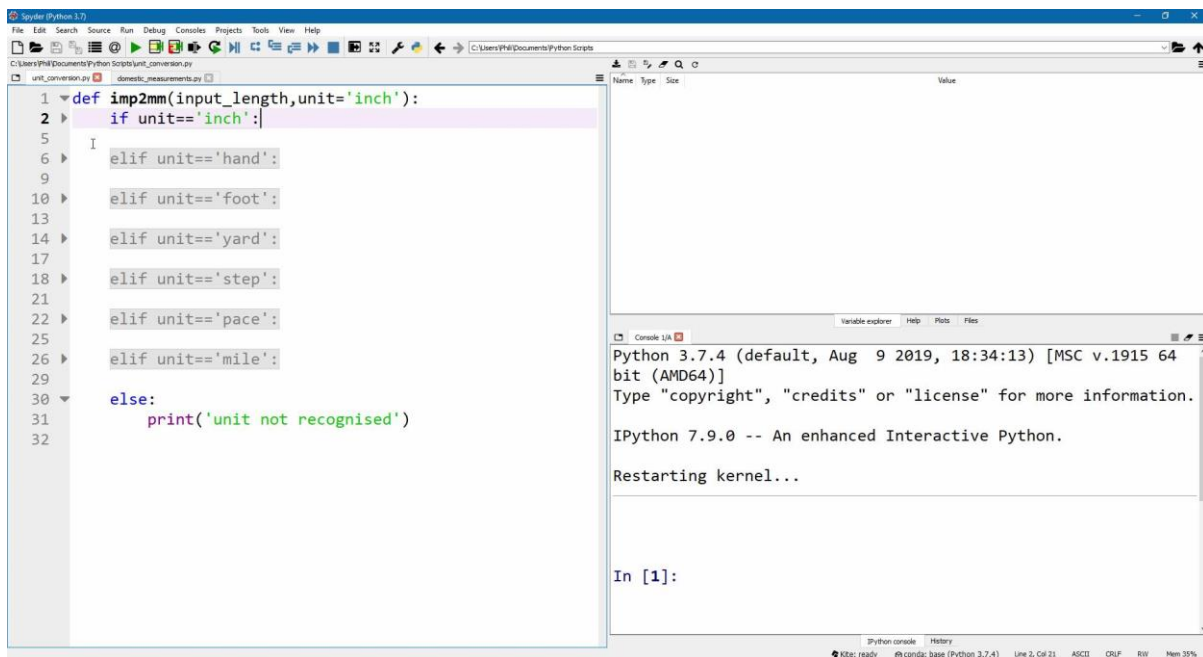 Spyder (Python 3.7)
File Edit Search Source Run Debug Consoles Projects Tools View Help
C:\Users\Phil\Documents\Python Scripts
C:\Users\Phil\Documents\Python Scripts\unit_conversion.py
unit_conversion.py domestic_measurements.py
1 def imp2mm(input_length,unit='inch'):
2 if unit=='inch':
5
6 elif unit=='hand':
9
10 elif unit=='foot':
13
14 elif unit=='yard':
17
18 elif unit=='step':
21
22 elif unit=='pace':
25
26 elif unit=='mile':
29
30 else:
31 print('unit not recognised')
32
Name Type Size Value
Variable explorer Help Plots Files
Console 1/A
Python 3.7.4 (default, Aug 9 2019, 18:34:13) [MSC v.1915 64
bit (AMD64)]
Type "copyright", "credits" or "license" for more information.
IPython 7.9.0 -- An enhanced Interactive Python.
Restarting kernel...
In [1]:
IPython console History
Kite: ready conda: base (Python 3.7.4) Line 2, Col 21 ASCII CRLF RW Mem 35%